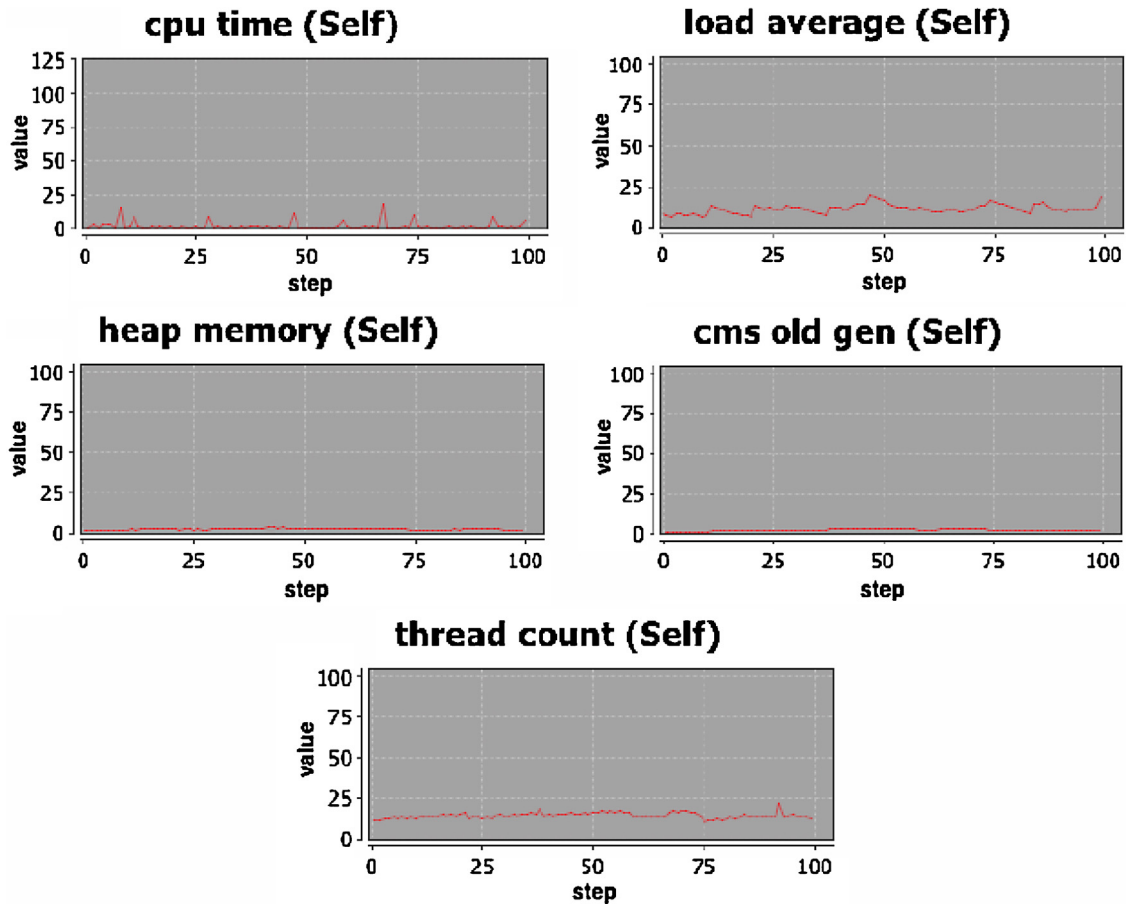 cpu time (Self)
125
100
75
50
25
0
value
0 25 50 75 100
step
load average (Self)
100
75
50
25
0
value
0 25 50 75 100
step
heap memory (Self)
100
75
50
25
0
value
0 25 50 75 100
step
cms old gen (Self)
100
75
50
25
0
value
0 25 50 75 100
step
thread count (Self)
100
75
50
25
0
value
0 25 50 75 100
step